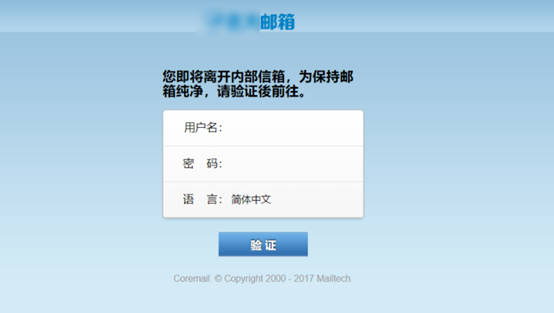 邮箱
您即将离开内部信箱，为保持邮
箱纯净，请验证後前往。
用户名：
密 码：
语 言：简体中文
验 证
Coremail. © Copyright 2000 - 2017 Mailtech.